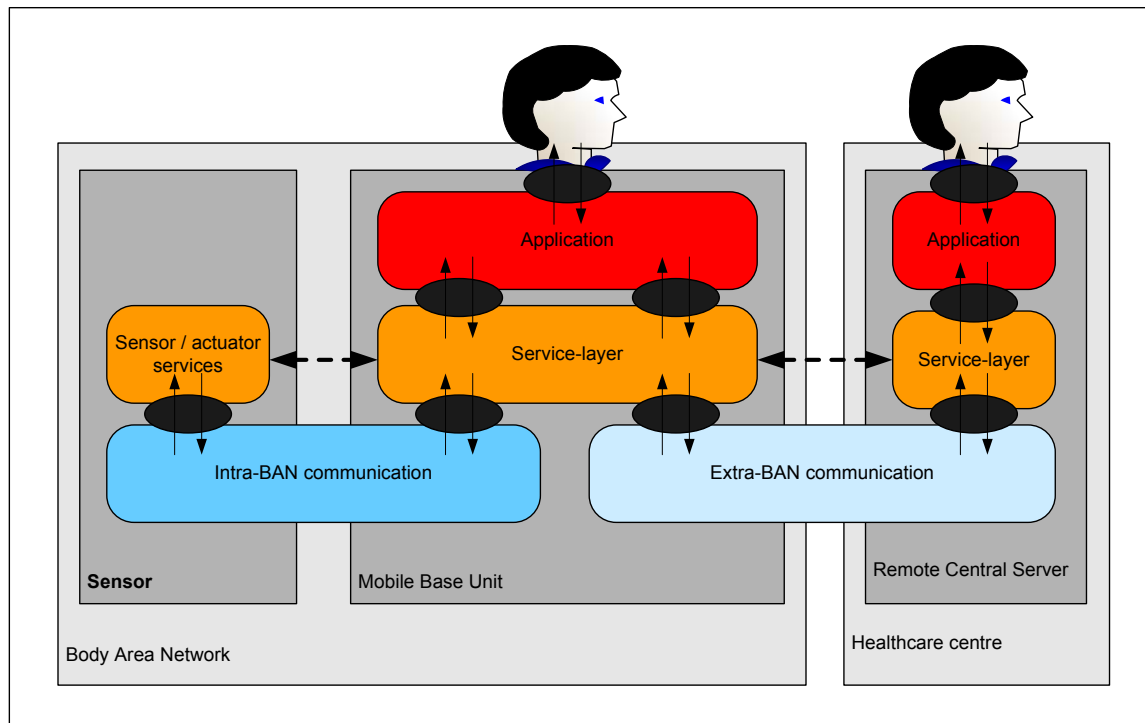 Application
Application
Sensor / actuator
services
Service-layer
Service-layer
Intra-BAN communication
Extra-BAN communication
Sensor
Mobile Base Unit
Remote Central Server
Body Area Network
Healthcare centre